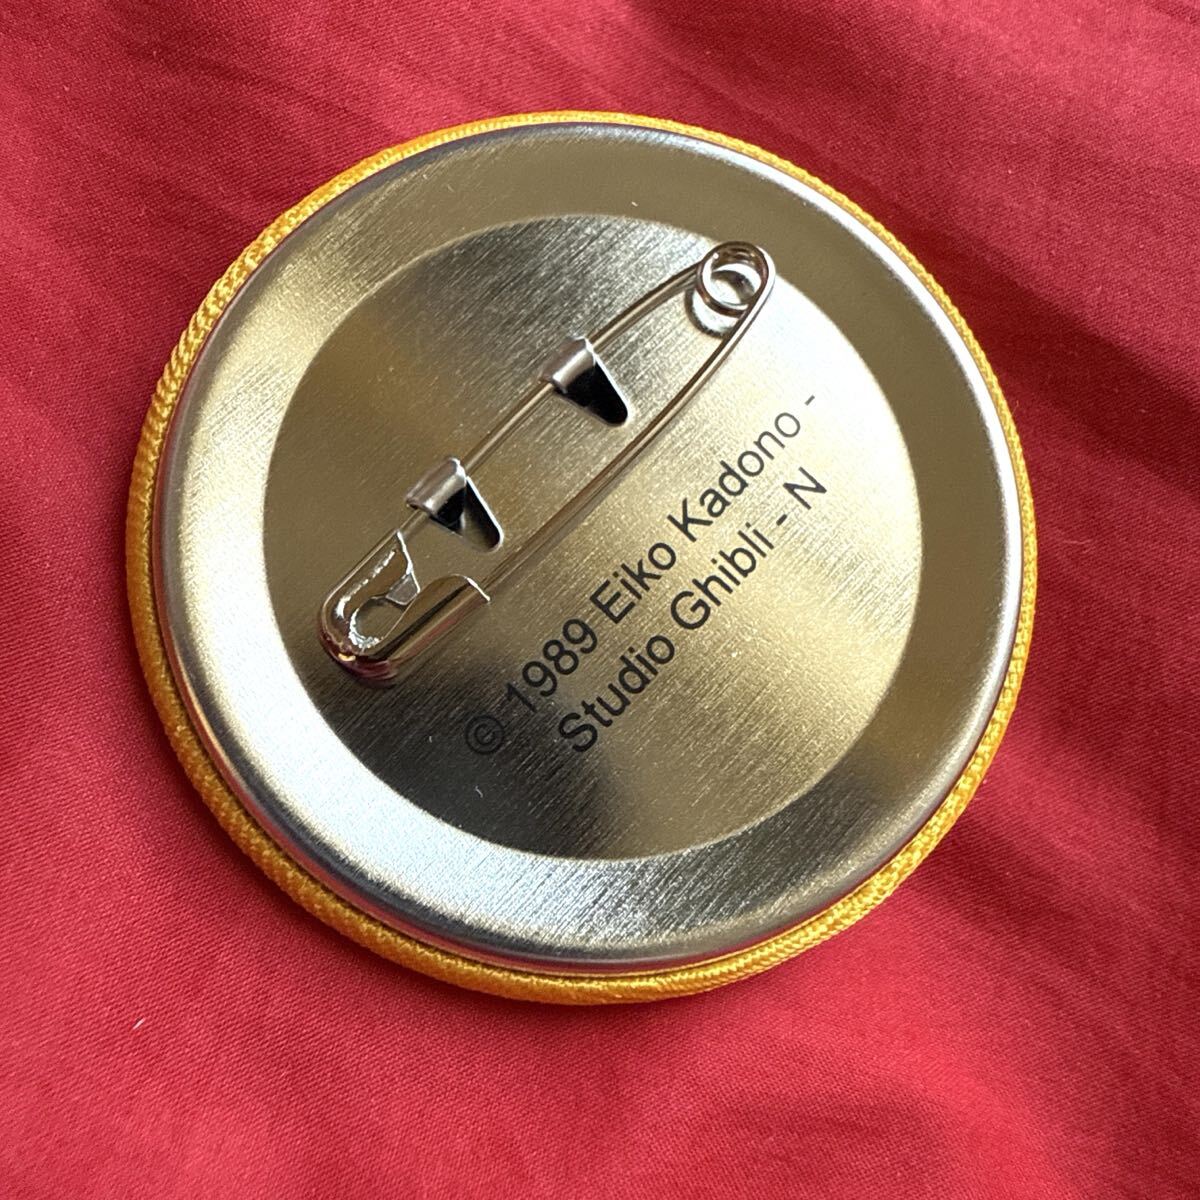 © 1989 Eiko Kadono -
Studio Ghibli - N